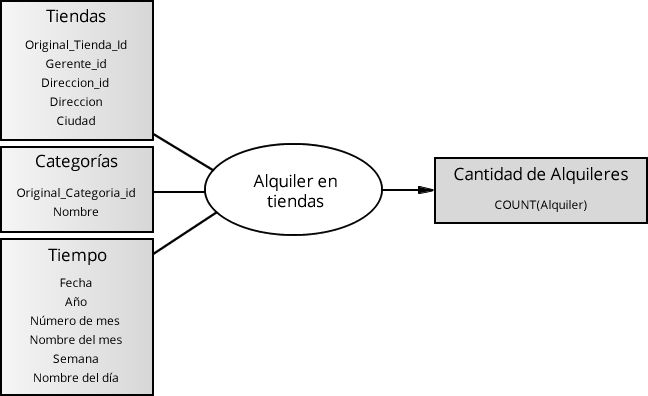 Tiendas
Original_Tienda_Id
Gerente_id
Direccion_id
Direccion
Ciudad
Categorías
Original_Categoria_id
Nombre
Tiempo
Fecha
Año
Número de mes
Nombre del mes
Semana
Nombre del día
Alquiler en
tiendas
Cantidad de Alquileres
COUNT(Alquiler)